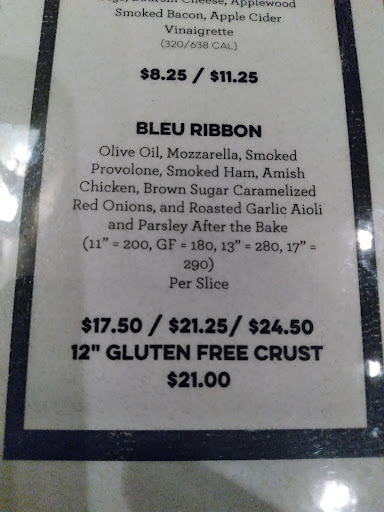 Cheese, Applewood
Smoked Bacon, Apple Cider
Vinaigrette
(320/638 CAL)
$8.25 / $11.25
BLEU RIBBON
Olive Oil, Mozzarella, Smoked
Provolone, Smoked Ham, Amish
Chicken, Brown Sugar Caramelized
Red Onions, and Roasted Garlic Aioli
and Parsley After the Bake
(11” = 200, GF = 180, 13” = 280, 17” =
290)
Per Slice
$17.50 / $21.25/ $24.50
12" GLUTEN FREE CRUST
$21.00